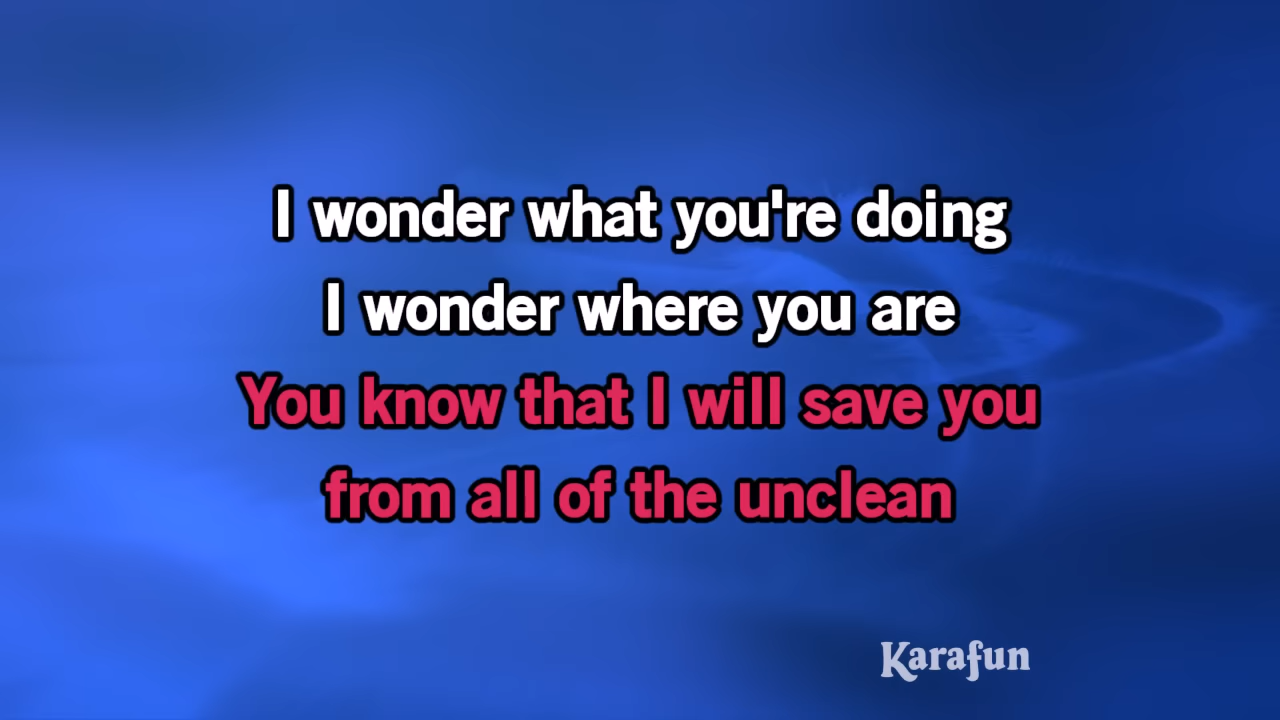 I wonder what you're doing
I wonder where you are
You know that I will save you
from all of the unclean
Karafun